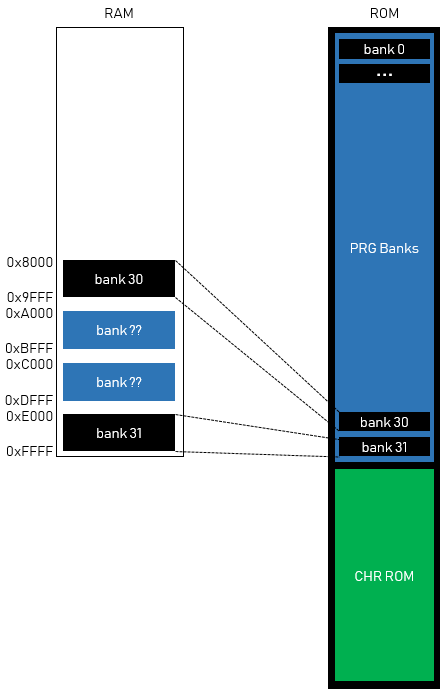 RAM
ROM
bank 0
...
PRG Banks
0x8000
bank 30
0x9FFF
0xA000
bank ??
0xBFFF
0xC000
bank ??
0xDFFF
0xE000
bank 31
0xFFFF
bank 30
bank 31
CHR ROM